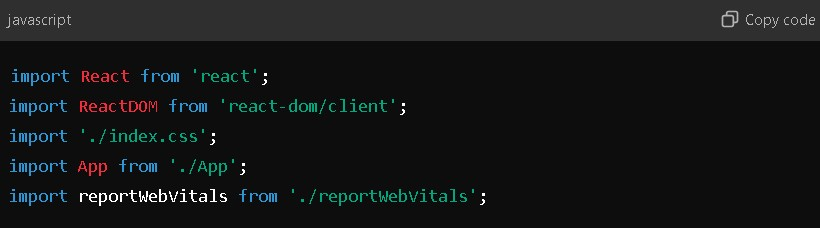 javascript
Copy code
import React from 'react';
import ReactDOM from 'react-dom/client';
import './index.css';
import App from './App';
import reportWebVitals from './reportWebVitals';